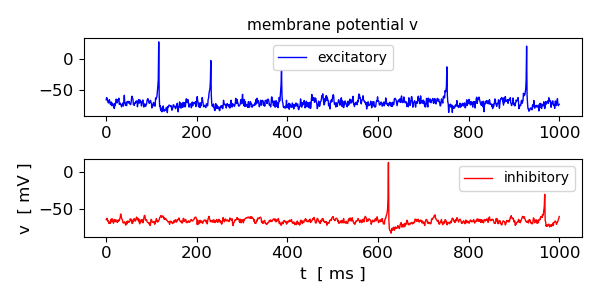 membrane potential v
0
−50
excitatory
0 200 400 600 800 1000
v [ mV ]
0
−50
inhibitory
0 200 400 600 800 1000
t [ ms ]